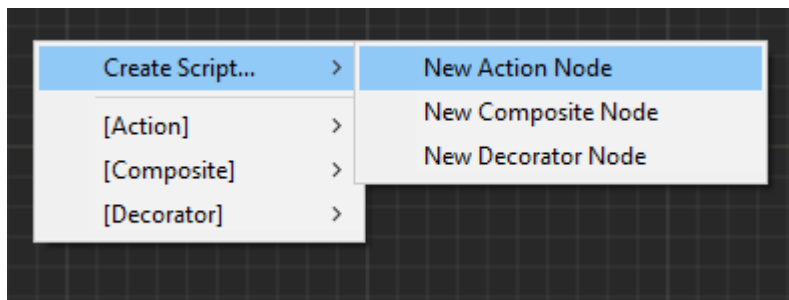 Create Script...
[Action]
[Composite]
[Decorator]
New Action Node
New Composite Node
New Decorator Node